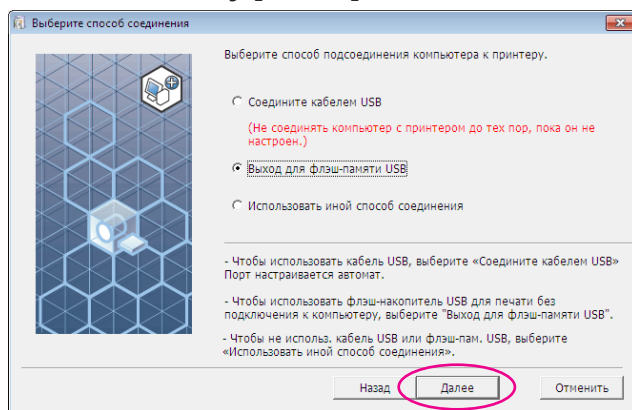 Выберите способ соединения
Выберите способ подсоединения компьютера к принтеру.
Соедините кабелем USB
(Не соединять компьютер с принтером до тех пор, пока он не
настроен.)
Выход для флэш-памяти USB
Использовать иной способ соединения
- Чтобы использовать кабель USB, выберите «Соедините кабелем USB»
Порт настраивается автомат.
- Чтобы использовать флэш-накопитель USB для печати без
подключения к компьютеру, выберите "Выход для флэш-памяти USB".
- Чтобы не использ. кабель USB или флэш-пам. USB, выберите
«Использовать иной способ соединения».
Назад Далее Отменить